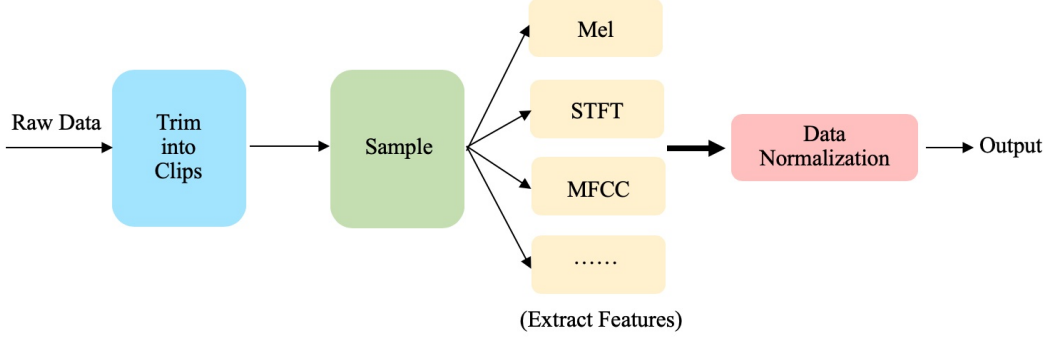 Raw Data
Trim
into
Clips
Sample
Mel
STFT
MFCC
......
(Extract Features)
Data
Normalization
Output